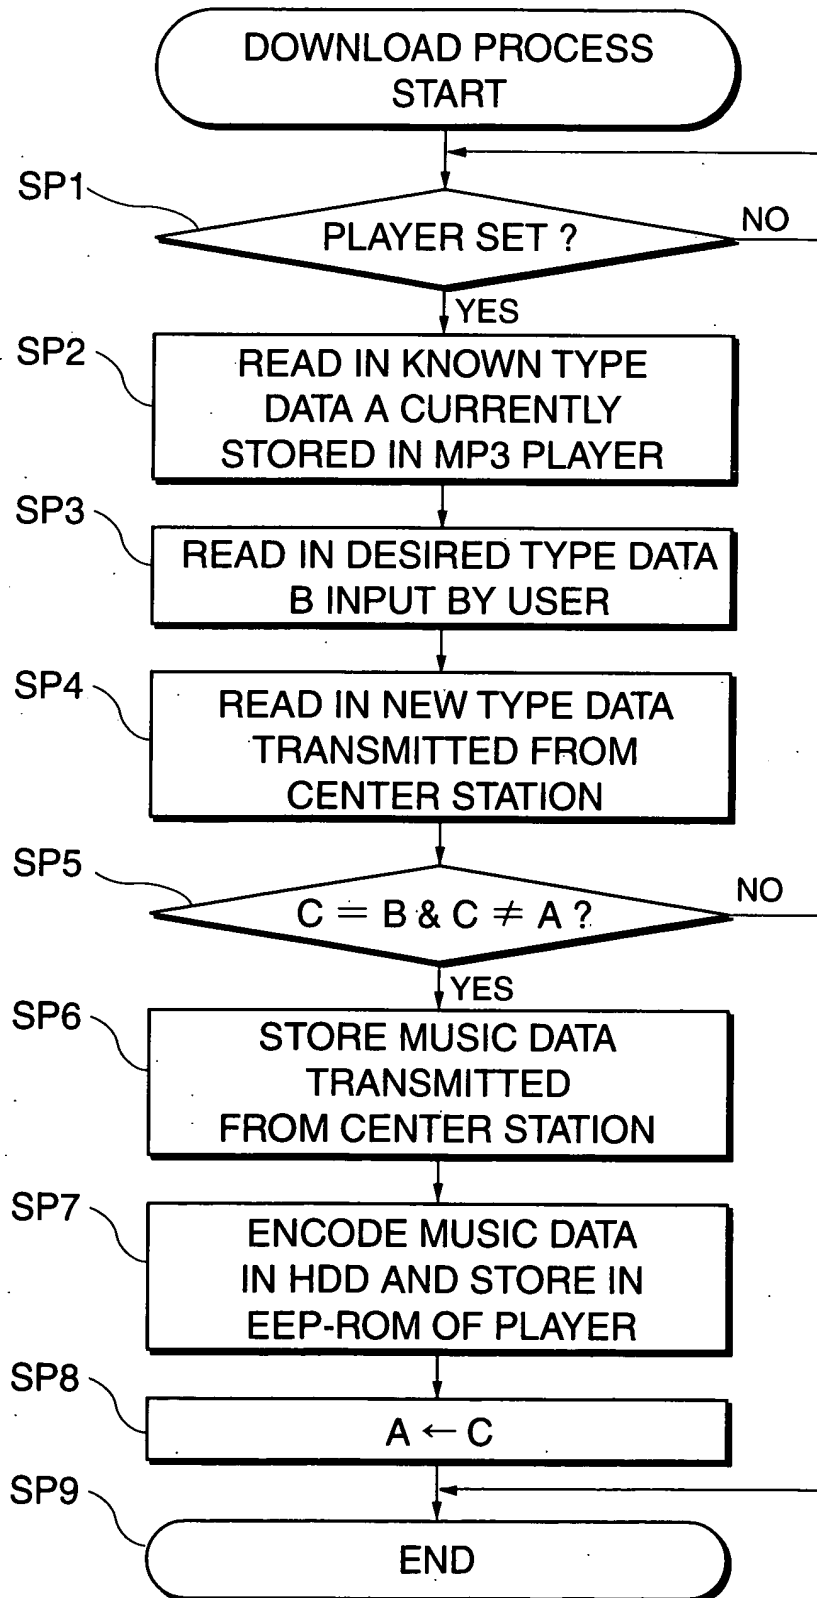 DOWNLOAD PROCESS
START
SP1
PLAYER SET ?
NO
YES
SP2
READ IN KNOWN TYPE
DATA A CURRENTLY
STORED IN MP3 PLAYER
SP3
READ IN DESIRED TYPE DATA
B INPUT BY USER
SP4
READ IN NEW TYPE DATA
TRANSMITTED FROM
CENTER STATION
SP5
C = B & C ≠ A ?
NO
YES
SP6
STORE MUSIC DATA
TRANSMITTED
FROM CENTER STATION
SP7
ENCODE MUSIC DATA
IN HDD AND STORE IN
EEP-ROM OF PLAYER
SP8
A ← C
SP9
END